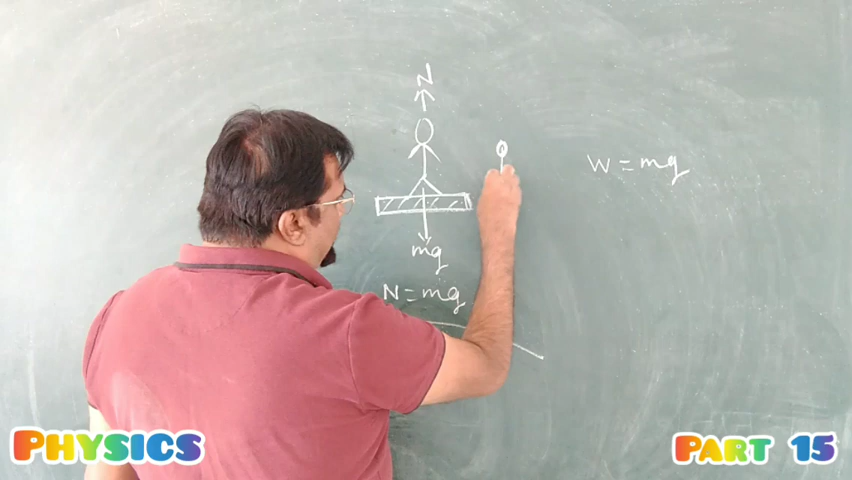 N
W = mg
mg
N = mg
PHYSICS
PART 15